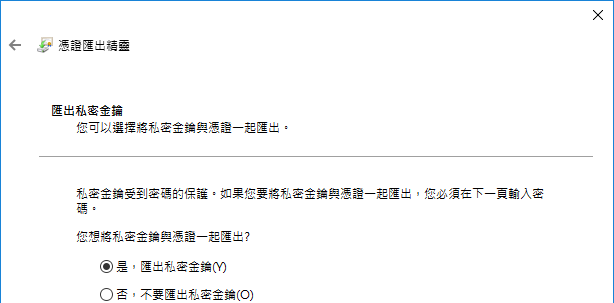 憑證匯出精靈
匯出私密金鑰
您可以選擇將私密金鑰與憑證一起匯出。
私密金鑰受到密碼的保護。如果您要將私密金鑰與憑證一起匯出，您必須在下一頁輸入密
碼。
您想將私密金鑰與憑證一起匯出?
是，匯出私密金鑰(Y)
否，不要匯出私密金鑰(O)